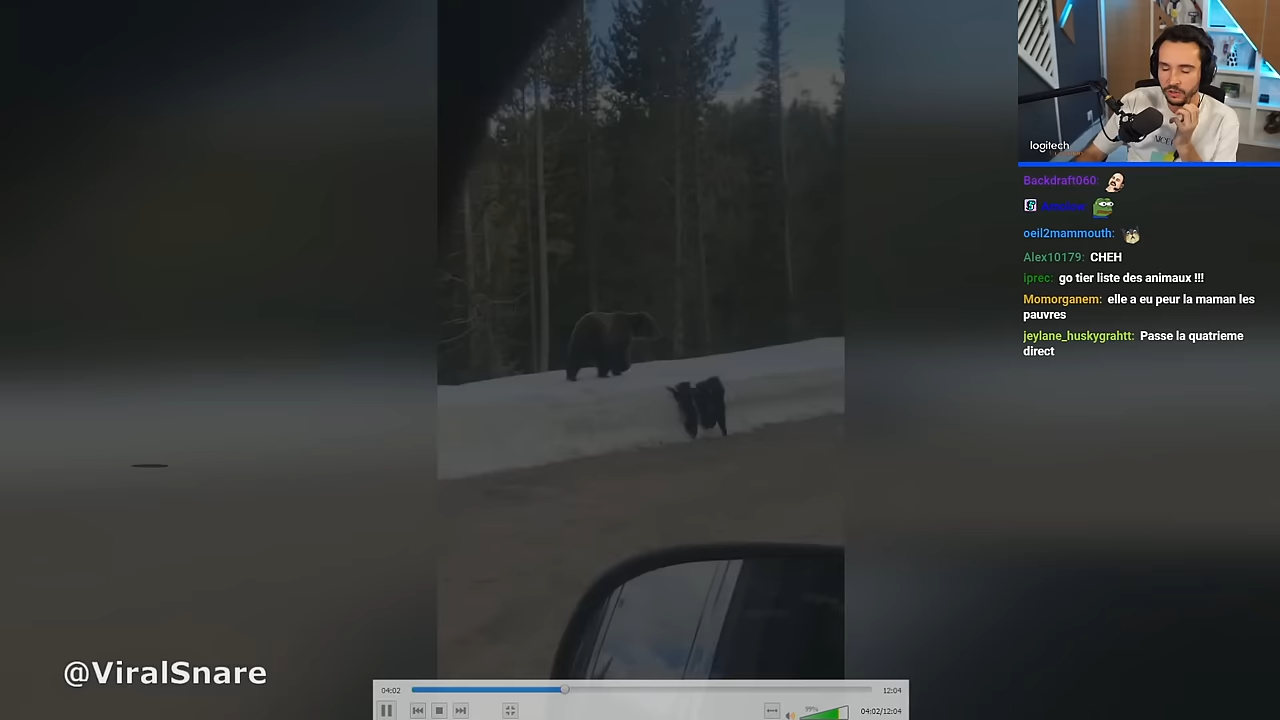 logitech
Backdraft060:
oeil2mammouth:
Alex10179: CHEH
iprec: go tier liste des animaux !!!
Momorganem: elle a eu peur la maman les
pauvres
jeylane_huskygrahtt: Passe la quatrieme
direct
@ViralSnare
04:02
12:04
99%
04:02/12:04